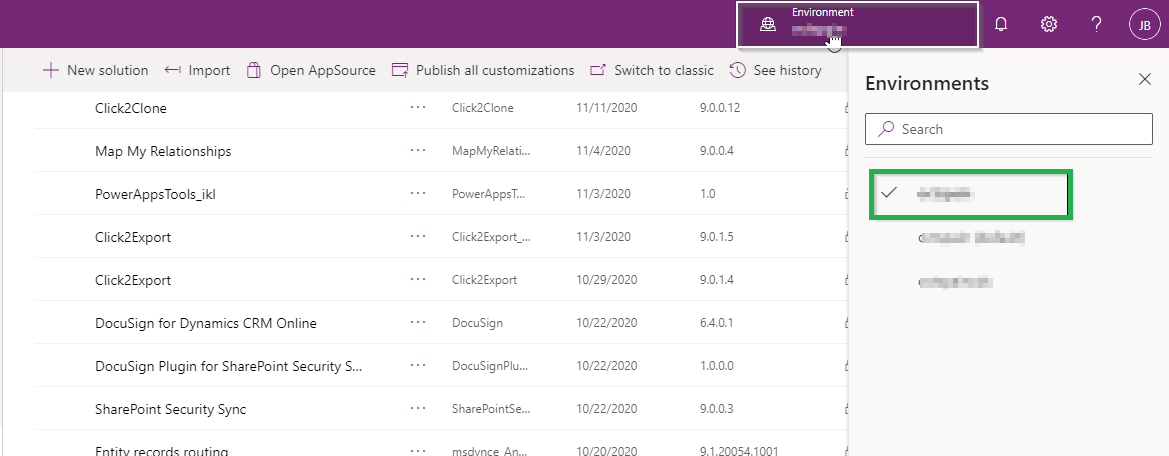 Environment
JB
New solution Import Open AppSource Publish all customizations Switch to classic See history
Environments
Search
Click2Clone ... Click2Clone 11/11/2020 9.0.0.12
Map My Relationships ... MapMyRelati... 11/4/2020 9.0.0.4
PowerAppsTools_ikl ... PowerAppsT... 11/3/2020 1.0
Click2Export ... Click2Export_... 11/3/2020 9.0.1.5
Click2Export ... Click2Export 10/29/2020 9.0.1.4
DocuSign for Dynamics CRM Online ... DocuSign 10/22/2020 6.4.0.1
DocuSign Plugin for SharePoint Security S... ... DocuSignPlu... 10/22/2020 1.0.0.0
SharePoint Security Sync ... SharePointSe... 10/22/2020 9.0.0.3
Entity records routing ... msdynce_An... 10/20/2020 9.1.20054.1001